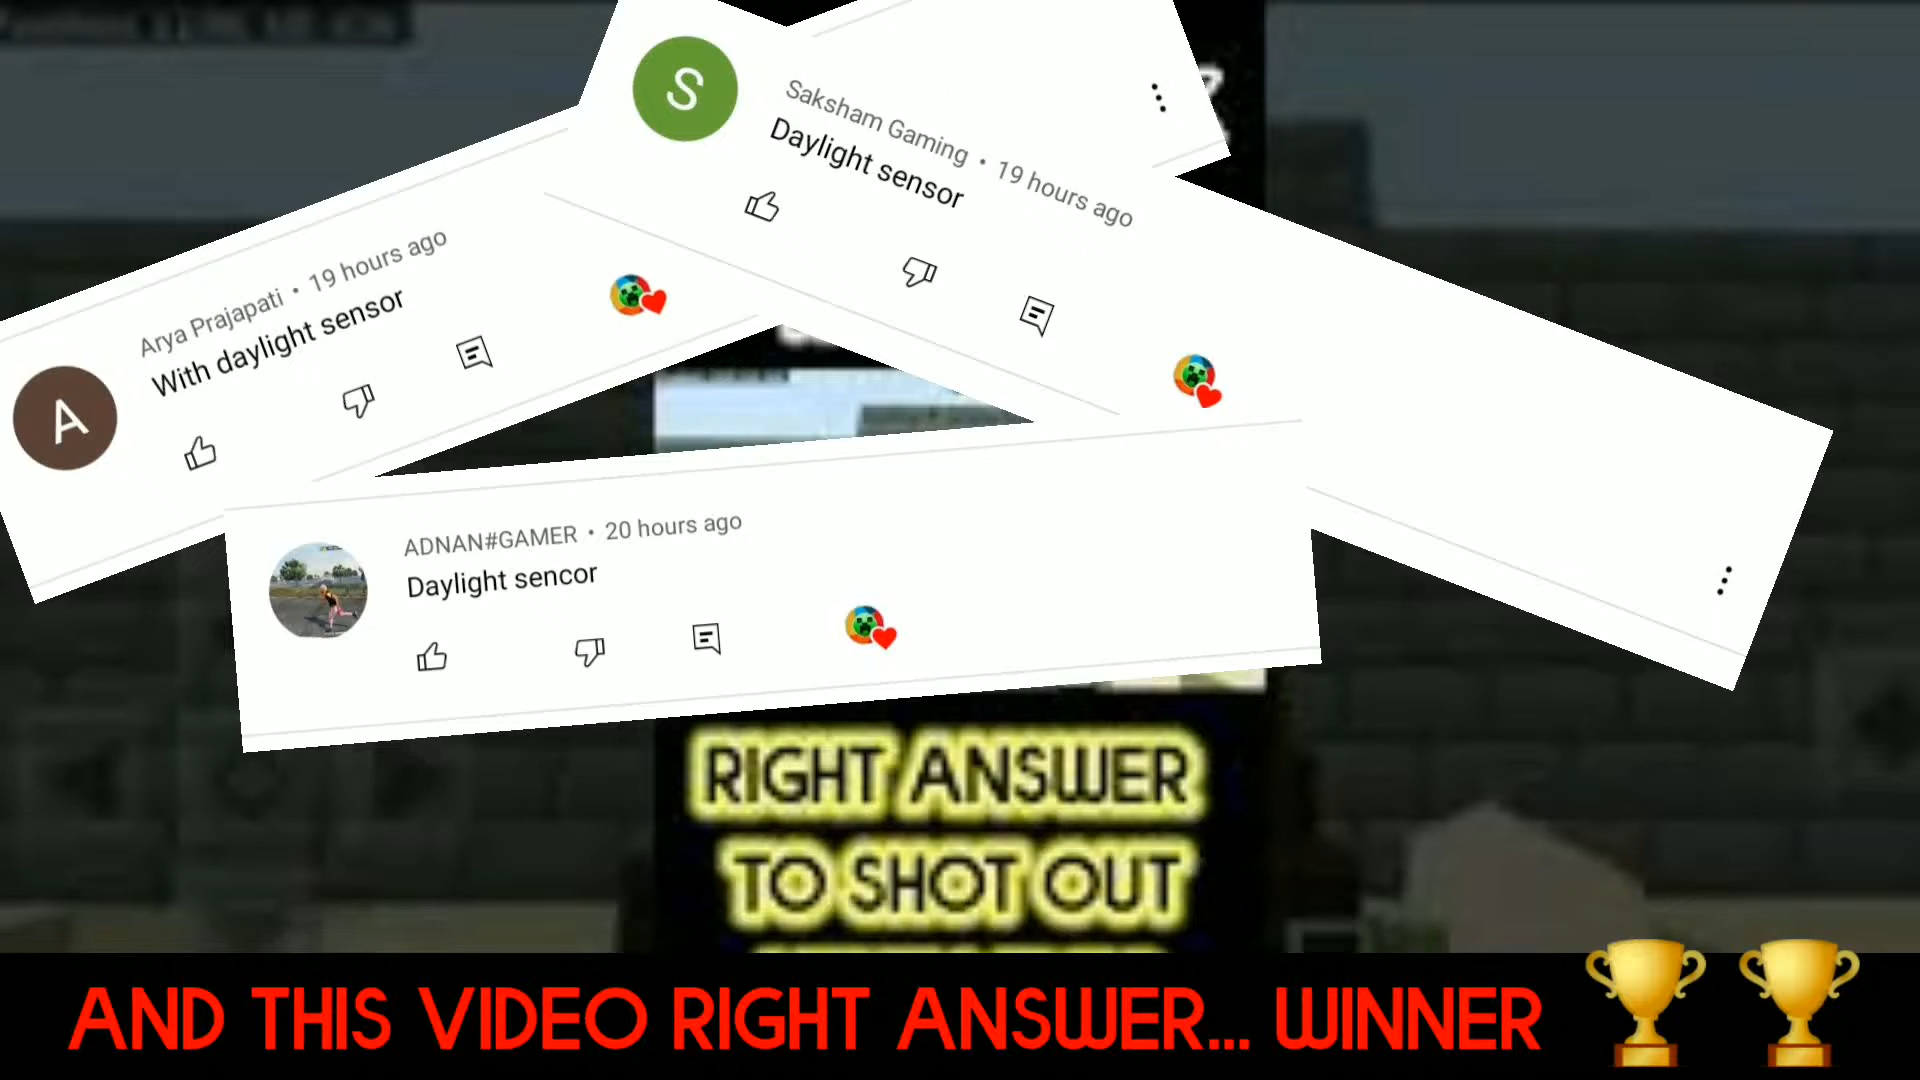 S
Saksham Gaming • 19 hours ago
Daylight sensor
A
Arya Prajapati • 19 hours ago
With daylight sensor
ADNAN#GAMER • 20 hours ago
Daylight sencor
RIGHT ANSWER
TO SHOT OUT
AND THIS VIDEO RIGHT ANSWER... WINNER